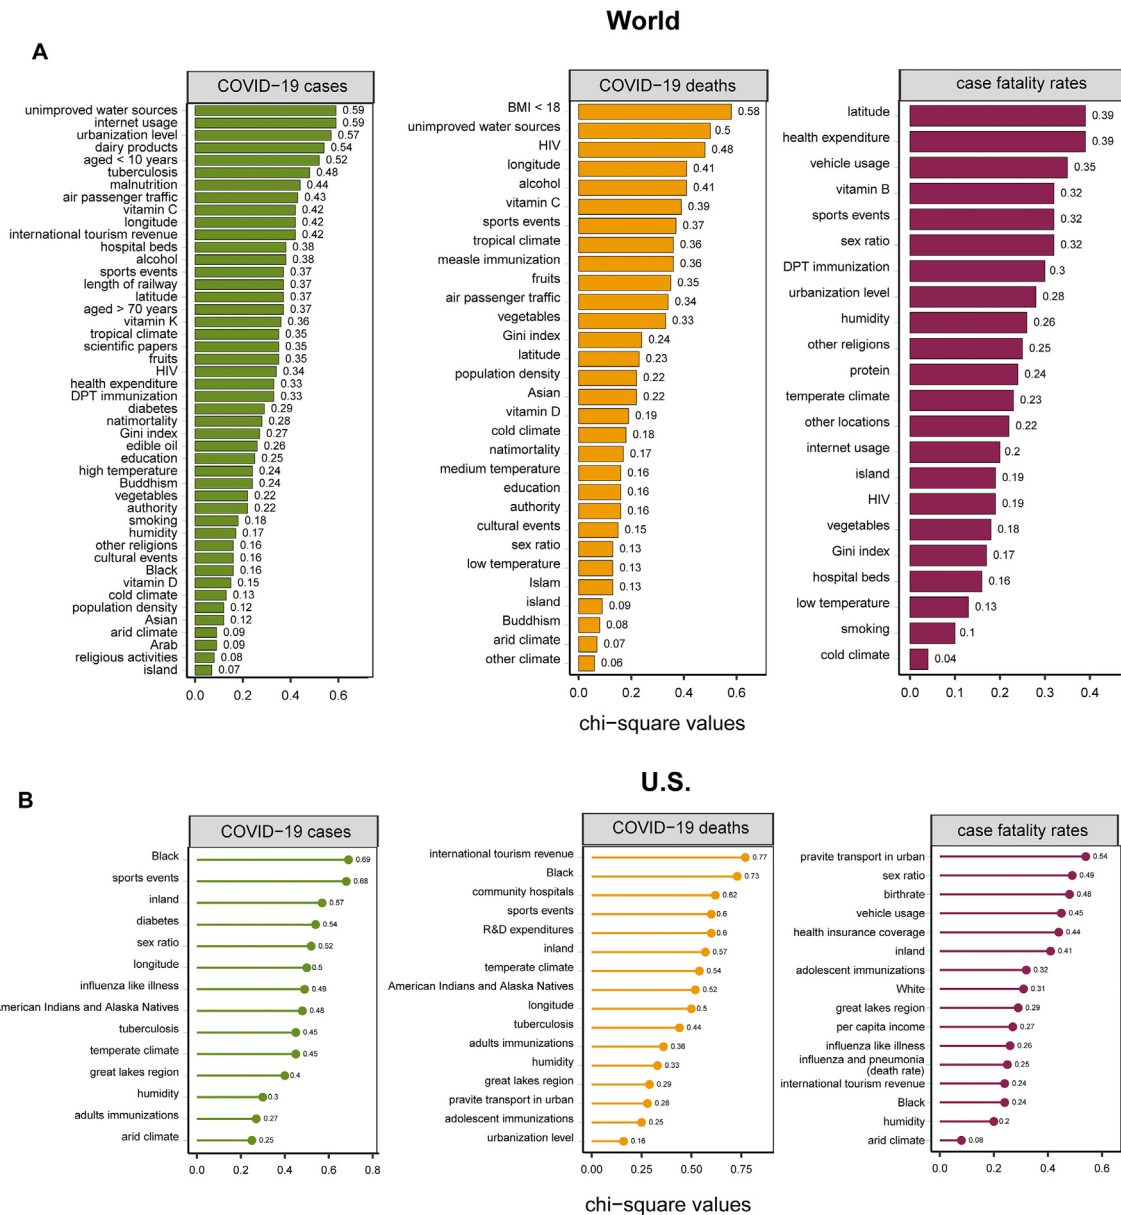 World
A
COVID−19 cases
unimproved water sources 0.59
internet usage 0.59
urbanization level 0.57
dairy products 0.54
aged < 10 years 0.52
tuberculosis 0.48
malnutrition 0.44
air passenger traffic 0.43
vitamin C 0.42
longitude 0.42
international tourism revenue 0.42
hospital beds 0.38
alcohol 0.38
sports events 0.37
length of railway 0.37
latitude 0.37
aged > 70 years 0.37
vitamin K 0.36
tropical climate 0.35
scientific papers 0.35
fruits 0.35
HIV 0.34
health expenditure 0.33
DPT immunization 0.33
diabetes 0.29
natimortality 0.28
Gini index 0.27
edible oil 0.26
education 0.25
high temperature 0.24
Buddhism 0.24
vegetables 0.22
authority 0.22
smoking 0.18
humidity 0.17
other religions 0.16
cultural events 0.16
Black 0.16
vitamin D 0.15
cold climate 0.13
population density 0.12
Asian 0.12
arid climate 0.09
Arab 0.09
religious activities 0.08
island 0.07
0.0 0.2 0.4 0.6
COVID−19 deaths
BMI < 18 0.58
unimproved water sources 0.5
HIV 0.48
longitude 0.41
alcohol 0.41
vitamin C 0.39
sports events 0.37
tropical climate 0.36
measle immunization 0.36
fruits 0.35
air passenger traffic 0.34
vegetables 0.33
Gini index 0.24
latitude 0.23
population density 0.22
Asian 0.22
vitamin D 0.19
cold climate 0.18
natimortality 0.17
medium temperature 0.16
education 0.16
authority 0.16
cultural events 0.15
sex ratio 0.13
low temperature 0.13
Islam 0.13
island 0.09
Buddhism 0.08
arid climate 0.07
other climate 0.06
0.0 0.2 0.4 0.6
chi−square values
case fatality rates
latitude 0.39
health expenditure 0.39
vehicle usage 0.35
vitamin B 0.32
sports events 0.32
sex ratio 0.32
DPT immunization 0.3
urbanization level 0.28
humidity 0.26
other religions 0.25
protein 0.24
temperate climate 0.23
other locations 0.22
internet usage 0.2
island 0.19
HIV 0.19
vegetables 0.18
Gini index 0.17
hospital beds 0.16
low temperature 0.13
smoking 0.1
cold climate 0.04
0.0 0.1 0.2 0.3 0.4
U.S.
B
COVID−19 cases
Black 0.69
sports events 0.68
inland 0.57
diabetes 0.54
sex ratio 0.52
longitude 0.5
influenza like illness 0.49
American Indians and Alaska Natives 0.48
tuberculosis 0.45
temperate climate 0.45
great lakes region 0.4
humidity 0.3
adults immunizations 0.27
arid climate 0.25
0.0 0.2 0.4 0.6 0.8
COVID−19 deaths
international tourism revenue 0.77
Black 0.73
community hospitals 0.62
sports events 0.6
R&D expenditures 0.6
inland 0.57
temperate climate 0.54
American Indians and Alaska Natives 0.52
longitude 0.5
tuberculosis 0.44
adults immunizations 0.36
humidity 0.33
great lakes region 0.29
pravite transport in urban 0.28
adolescent immunizations 0.25
urbanization level 0.16
0.00 0.25 0.50 0.75
chi−square values
case fatality rates
pravite transport in urban 0.54
sex ratio 0.49
birthrate 0.48
vehicle usage 0.45
health insurance coverage 0.44
inland 0.41
adolescent immunizations 0.32
White 0.31
great lakes region 0.29
per capita income 0.27
influenza like illness 0.26
influenza and pneumonia
(death rate) 0.25
international tourism revenue 0.24
Black 0.24
humidity 0.2
arid climate 0.08
0.0 0.2 0.4 0.6